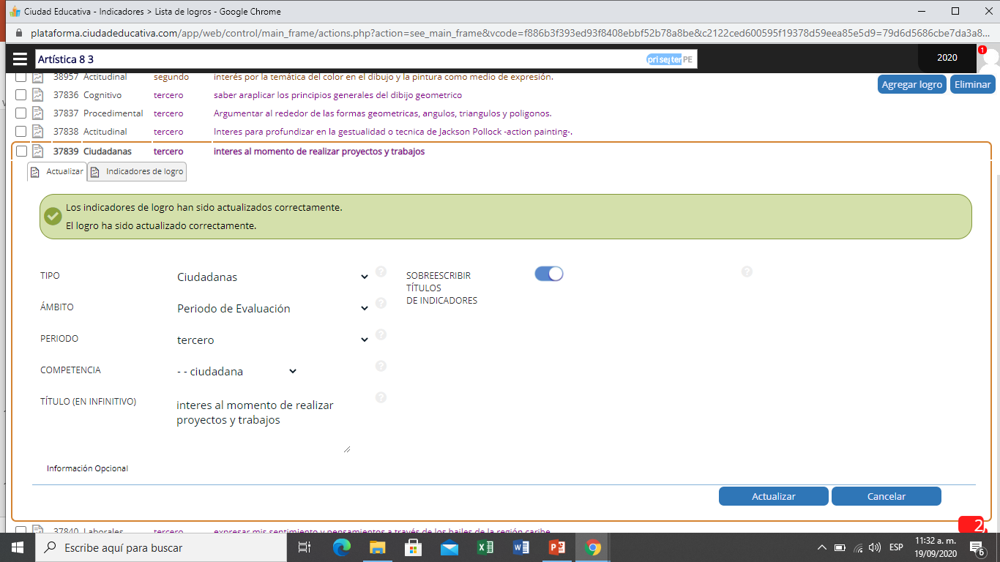 Ciudad Educativa - Indicadores > Lista de logros - Google Chrome
plataforma.ciudadeducativa.com/app/web/control/main_frame/actions.php?action=see_main_frame&vcode=f886b3f393ed93f8408ebbf52b78a8be&c2122ced600595f19378d59eea85e5d9=79d6d5686cbe7da3a8...
Artística 8 3 pri seg ter PE 2020 1
38957 Actitudinal segundo interés por la temática del color en el dibujo y la pintura como medio de expresión.
Agregar logro Eliminar
37836 Cognitivo tercero saber araplicar los principios generales del dibijo geometrico
37837 Procedimental tercero Argumentar al rededor de las formas geometricas, angulos, triangulos y poligonos.
37838 Actitudinal tercero Interes para profundizar en la gestualidad o tecnica de Jackson Pollock -action painting-.
37839 Ciudadanas tercero interes al momento de realizar proyectos y trabajos
Actualizar Indicadores de logro
Los indicadores de logro han sido actualizados correctamente.
El logro ha sido actualizado correctamente.
TIPO Ciudadanas ? SOBREESCRIBIR ?
TÍTULOS
DE INDICADORES
ÁMBITO Periodo de Evaluación ?
PERIODO tercero ?
COMPETENCIA - - ciudadana ?
TÍTULO (EN INFINITIVO) interes al momento de realizar ?
proyectos y trabajos
Información Opcional
Actualizar Cancelar
37840 Laborales tercero expresar mis sentimiento y pensamientos a través de los bailes de la región caribe
2
Escribe aquí para buscar ESP 11:32 a. m.
19/09/2020 6